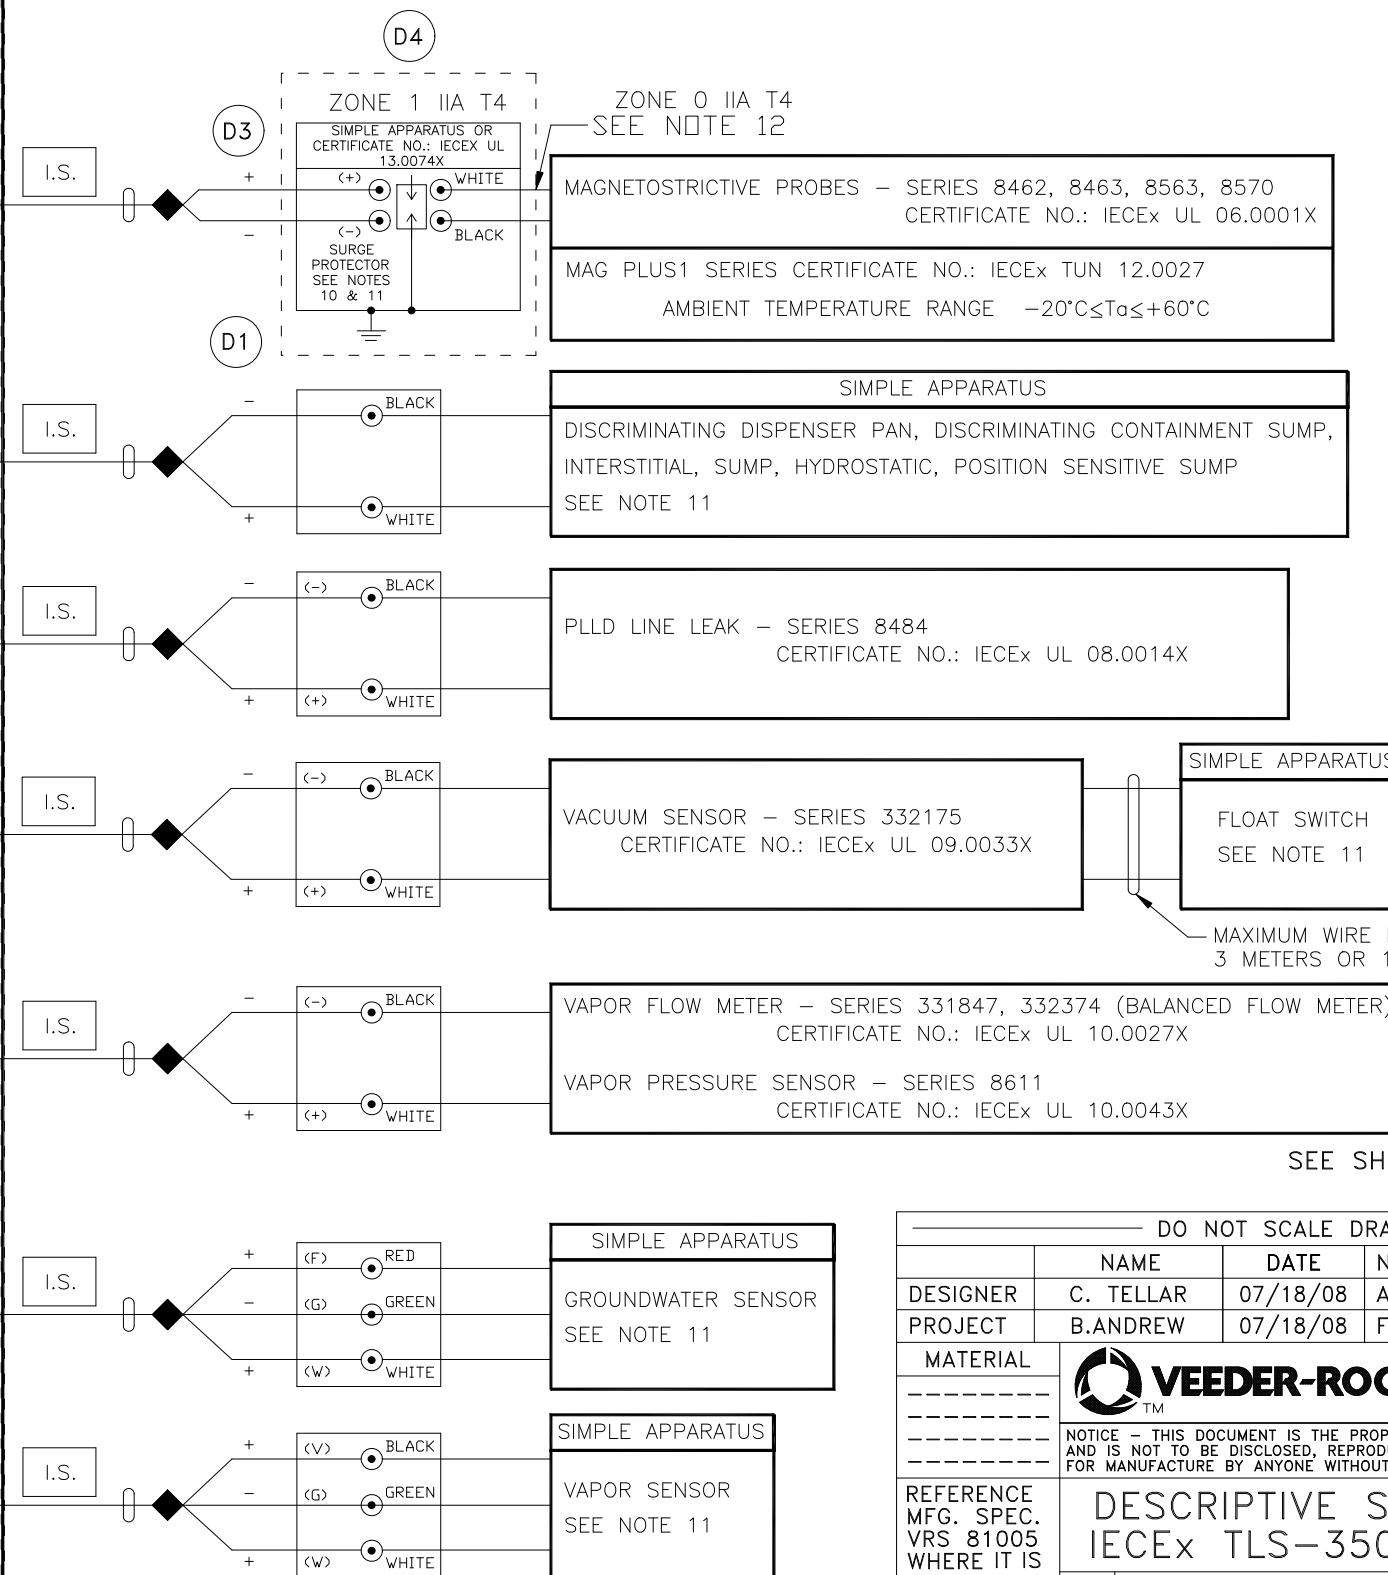 D4
ZONE 1 IIA T4
ZONE 0 IIA T4
SEE NOTE 12
D3
SIMPLE APPARATUS OR
CERTIFICATE NO.: IECEX UL
13.0074X
I.S.
+
(+)
WHITE
-
(-)
BLACK
SURGE
PROTECTOR
SEE NOTES
10 & 11
MAGNETOSTRICTIVE PROBES – SERIES 8462, 8463, 8563, 8570
CERTIFICATE NO.: IECEx UL 06.0001X
MAG PLUS1 SERIES CERTIFICATE NO.: IECEx TUN 12.0027
AMBIENT TEMPERATURE RANGE –20°C≤Ta≤+60°C
D1
I.S.
-
BLACK
+
WHITE
SIMPLE APPARATUS
DISCRIMINATING DISPENSER PAN, DISCRIMINATING CONTAINMENT SUMP,
INTERSTITIAL, SUMP, HYDROSTATIC, POSITION SENSITIVE SUMP
SEE NOTE 11
I.S.
-
(-)
BLACK
+
(+)
WHITE
PLLD LINE LEAK – SERIES 8484
CERTIFICATE NO.: IECEx UL 08.0014X
I.S.
-
(-)
BLACK
+
(+)
WHITE
VACUUM SENSOR – SERIES 332175
CERTIFICATE NO.: IECEx UL 09.0033X
SIMPLE APPARATUS
FLOAT SWITCH
SEE NOTE 11
MAXIMUM WIRE
3 METERS OR 1
I.S.
-
(-)
BLACK
+
(+)
WHITE
VAPOR FLOW METER – SERIES 331847, 332374 (BALANCED FLOW METER)
CERTIFICATE NO.: IECEx UL 10.0027X
VAPOR PRESSURE SENSOR – SERIES 8611
CERTIFICATE NO.: IECEx UL 10.0043X
SEE SH
I.S.
+
(F)
RED
-
(G)
GREEN
+
(W)
WHITE
SIMPLE APPARATUS
GROUNDWATER SENSOR
SEE NOTE 11
I.S.
+
(V)
BLACK
-
(G)
GREEN
+
(W)
WHITE
SIMPLE APPARATUS
VAPOR SENSOR
SEE NOTE 11
DO NOT SCALE DRA
NAME DATE N
DESIGNER C. TELLAR 07/18/08 A
PROJECT B.ANDREW 07/18/08 F
MATERIAL
VEEDER-ROO
TM
NOTICE – THIS DOCUMENT IS THE PROP
AND IS NOT TO BE DISCLOSED, REPROD
FOR MANUFACTURE BY ANYONE WITHOUT
REFERENCE
MFG. SPEC.
VRS 81005
WHERE IT IS
DESCRIPTIVE S
IECEx TLS–350